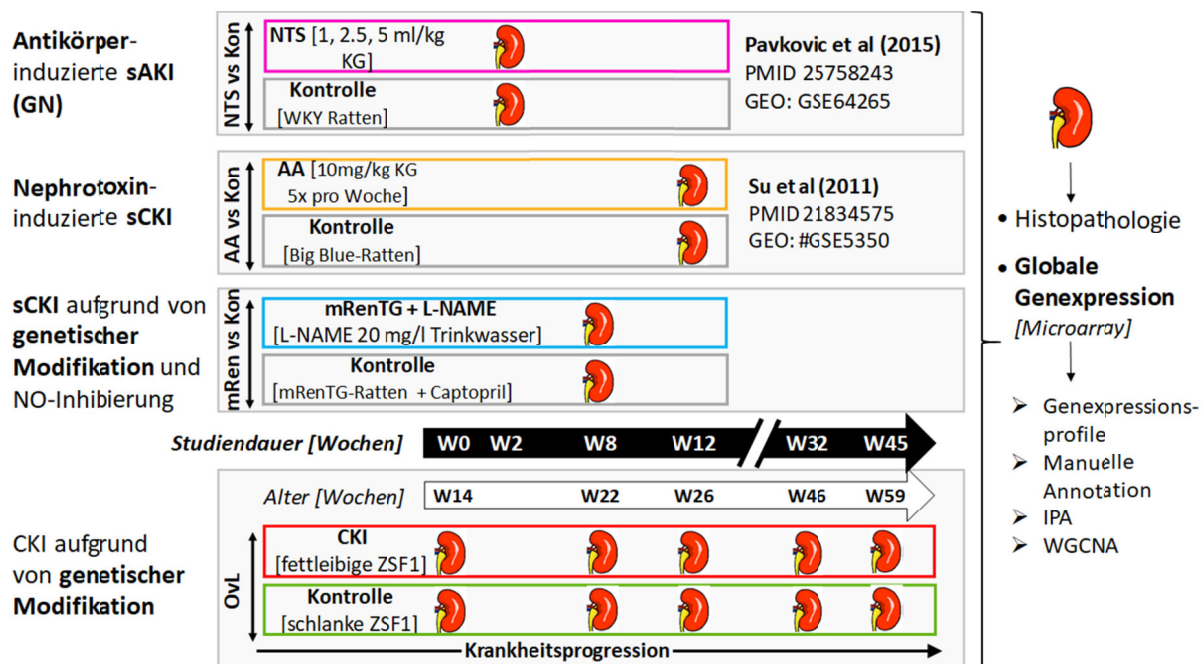 Antikörper-
induzierte sAKI
(GN)
NTS vs Kon
NTS [1, 2.5, 5 ml/kg
KG]
Kontrolle
[WKY Ratten]
Pavkovic et al (2015)
PMID 25758243
GEO: GSE64265
Nephrotoxin-
induzierte sCKI
AA vs Kon
AA [10mg/kg KG
5x pro Woche]
Kontrolle
[Big Blue-Ratten]
Su et al (2011)
PMID 21834575
GEO: #GSE5350
sCKI aufgrund von
genetischer
Modifikation und
NO-Inhibierung
mRen vs Kon
mRenTG + L-NAME
[L-NAME 20 mg/l Trinkwasser]
Kontrolle
[mRenTG-Ratten + Captopril]
Studiendauer [Wochen]
W0 W2 W8 W12 W32 W45
Alter [Wochen]
W14 W22 W26 W46 W59
CKI aufgrund
von genetischer
Modifikation
OvL
CKI
[fettleibige ZSF1]
Kontrolle
[schlanke ZSF1]
Krankheitsprogression
• Histopathologie
• Globale
Genexpression
[Microarray]
➢ Genexpressions-
profile
➢ Manuelle
Annotation
➢ IPA
➢ WGCNA